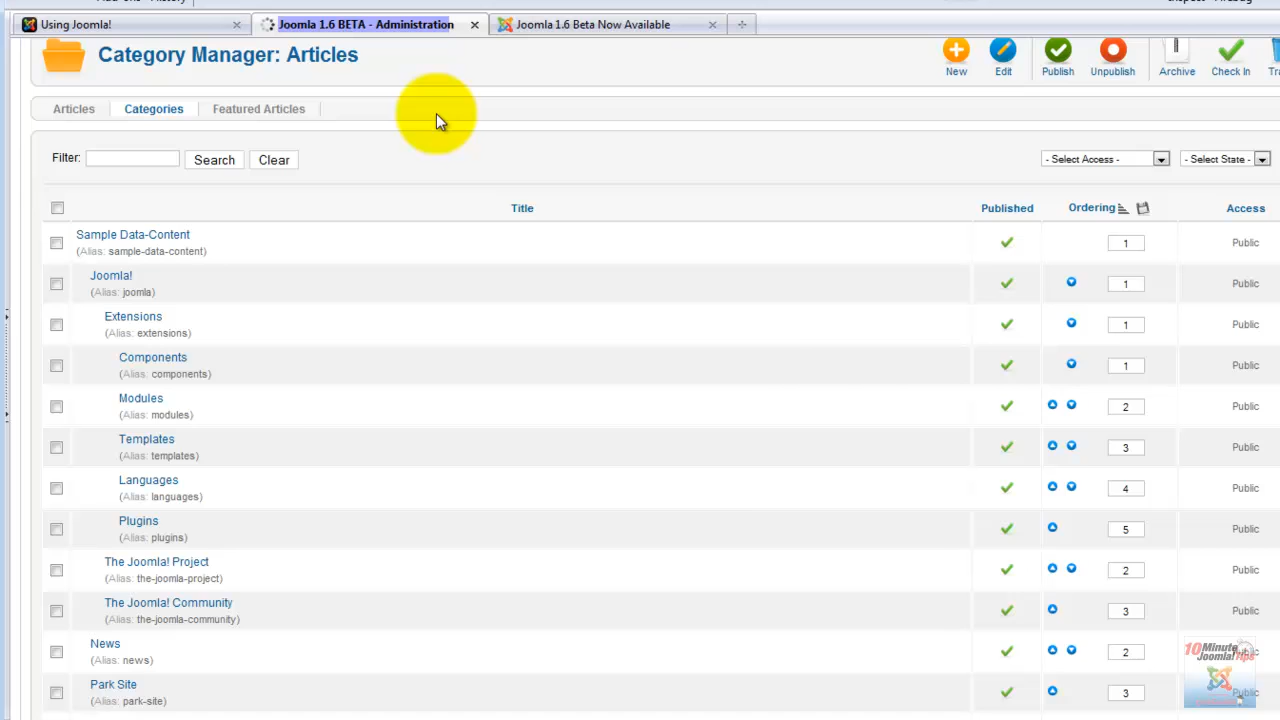 Using Joomla!
Joomla 1.6 BETA - Administration
Joomla 1.6 Beta Now Available
Category Manager: Articles
New
Edit
Publish
Unpublish
Archive
Check In
Articles
Categories
Featured Articles
Filter:
Search
Clear
- Select Access -
- Select State -
Title
Published
Ordering
Access
Sample Data-Content
1
Public
(Alias: sample-data-content)
Joomla!
1
Public
(Alias: joomla)
Extensions
1
Public
(Alias: extensions)
Components
1
Public
(Alias: components)
Modules
2
Public
(Alias: modules)
Templates
3
Public
(Alias: templates)
Languages
4
Public
(Alias: languages)
Plugins
5
Public
(Alias: plugins)
The Joomla! Project
2
Public
(Alias: the-joomla-project)
The Joomla! Community
3
Public
(Alias: the-joomla-community)
News
2
(Alias: news)
Park Site
3
Public
(Alias: park-site)
10 Minute
Joomla! Tips